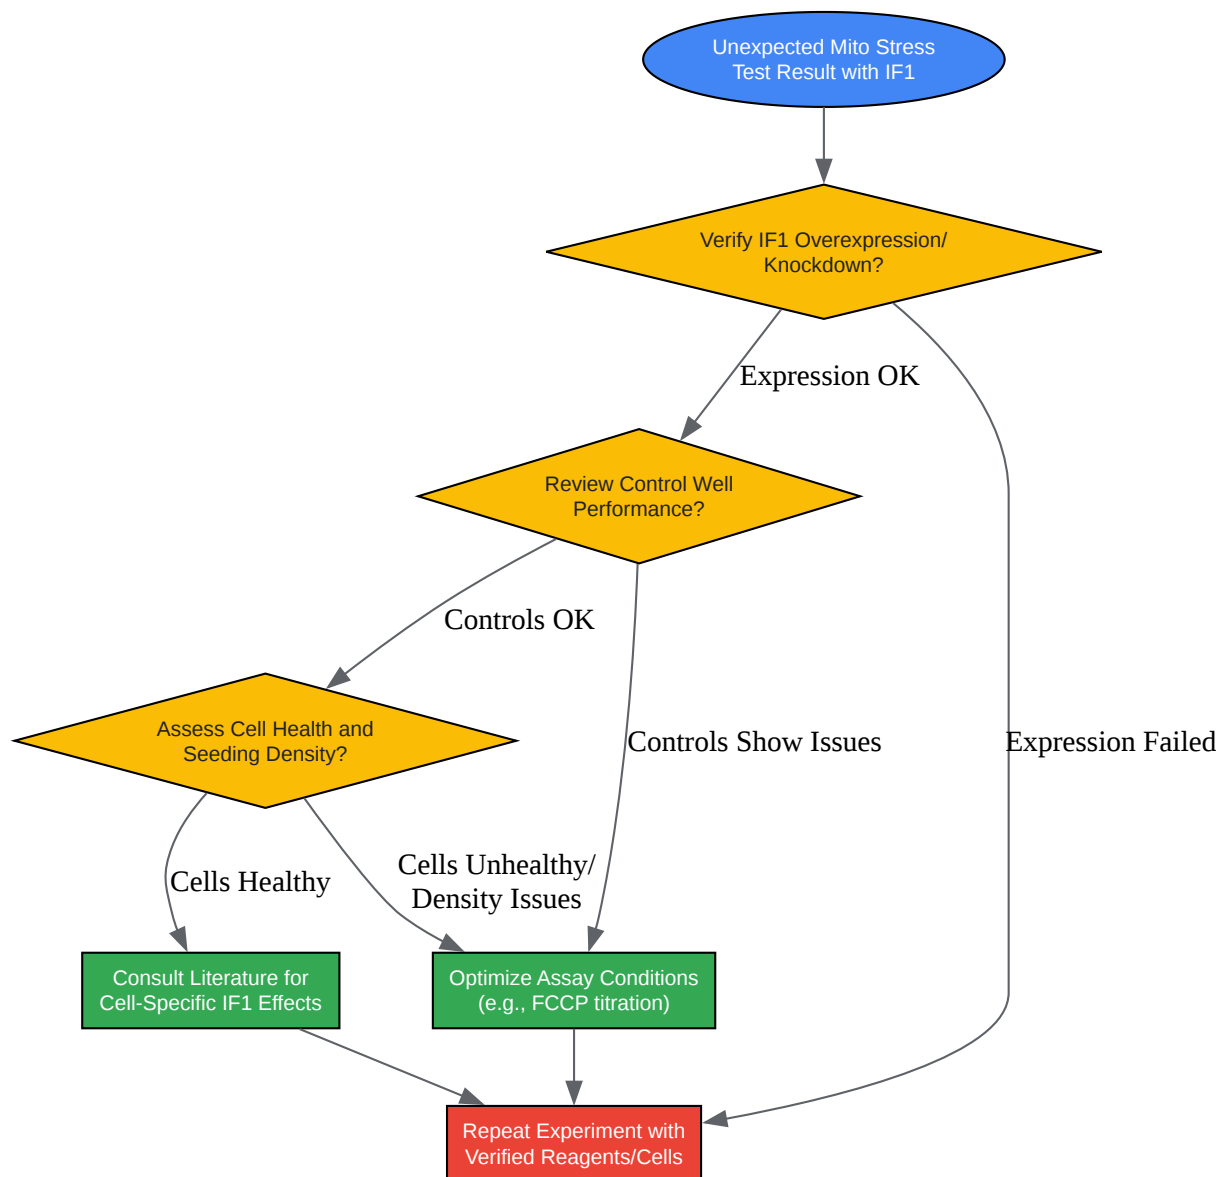 Unexpected Mito Stress
Test Result with IF1
Verify IF1 Overexpression/
Knockdown?
Expression OK
Review Control Well
Performance?
Controls OK
Assess Cell Health and
Seeding Density?
Controls Show Issues
Expression Failed
Cells Healthy
Cells Unhealthy/
Density Issues
Consult Literature for
Cell-Specific IF1 Effects
Optimize Assay Conditions
(e.g., FCCP titration)
Repeat Experiment with
Verified Reagents/Cells